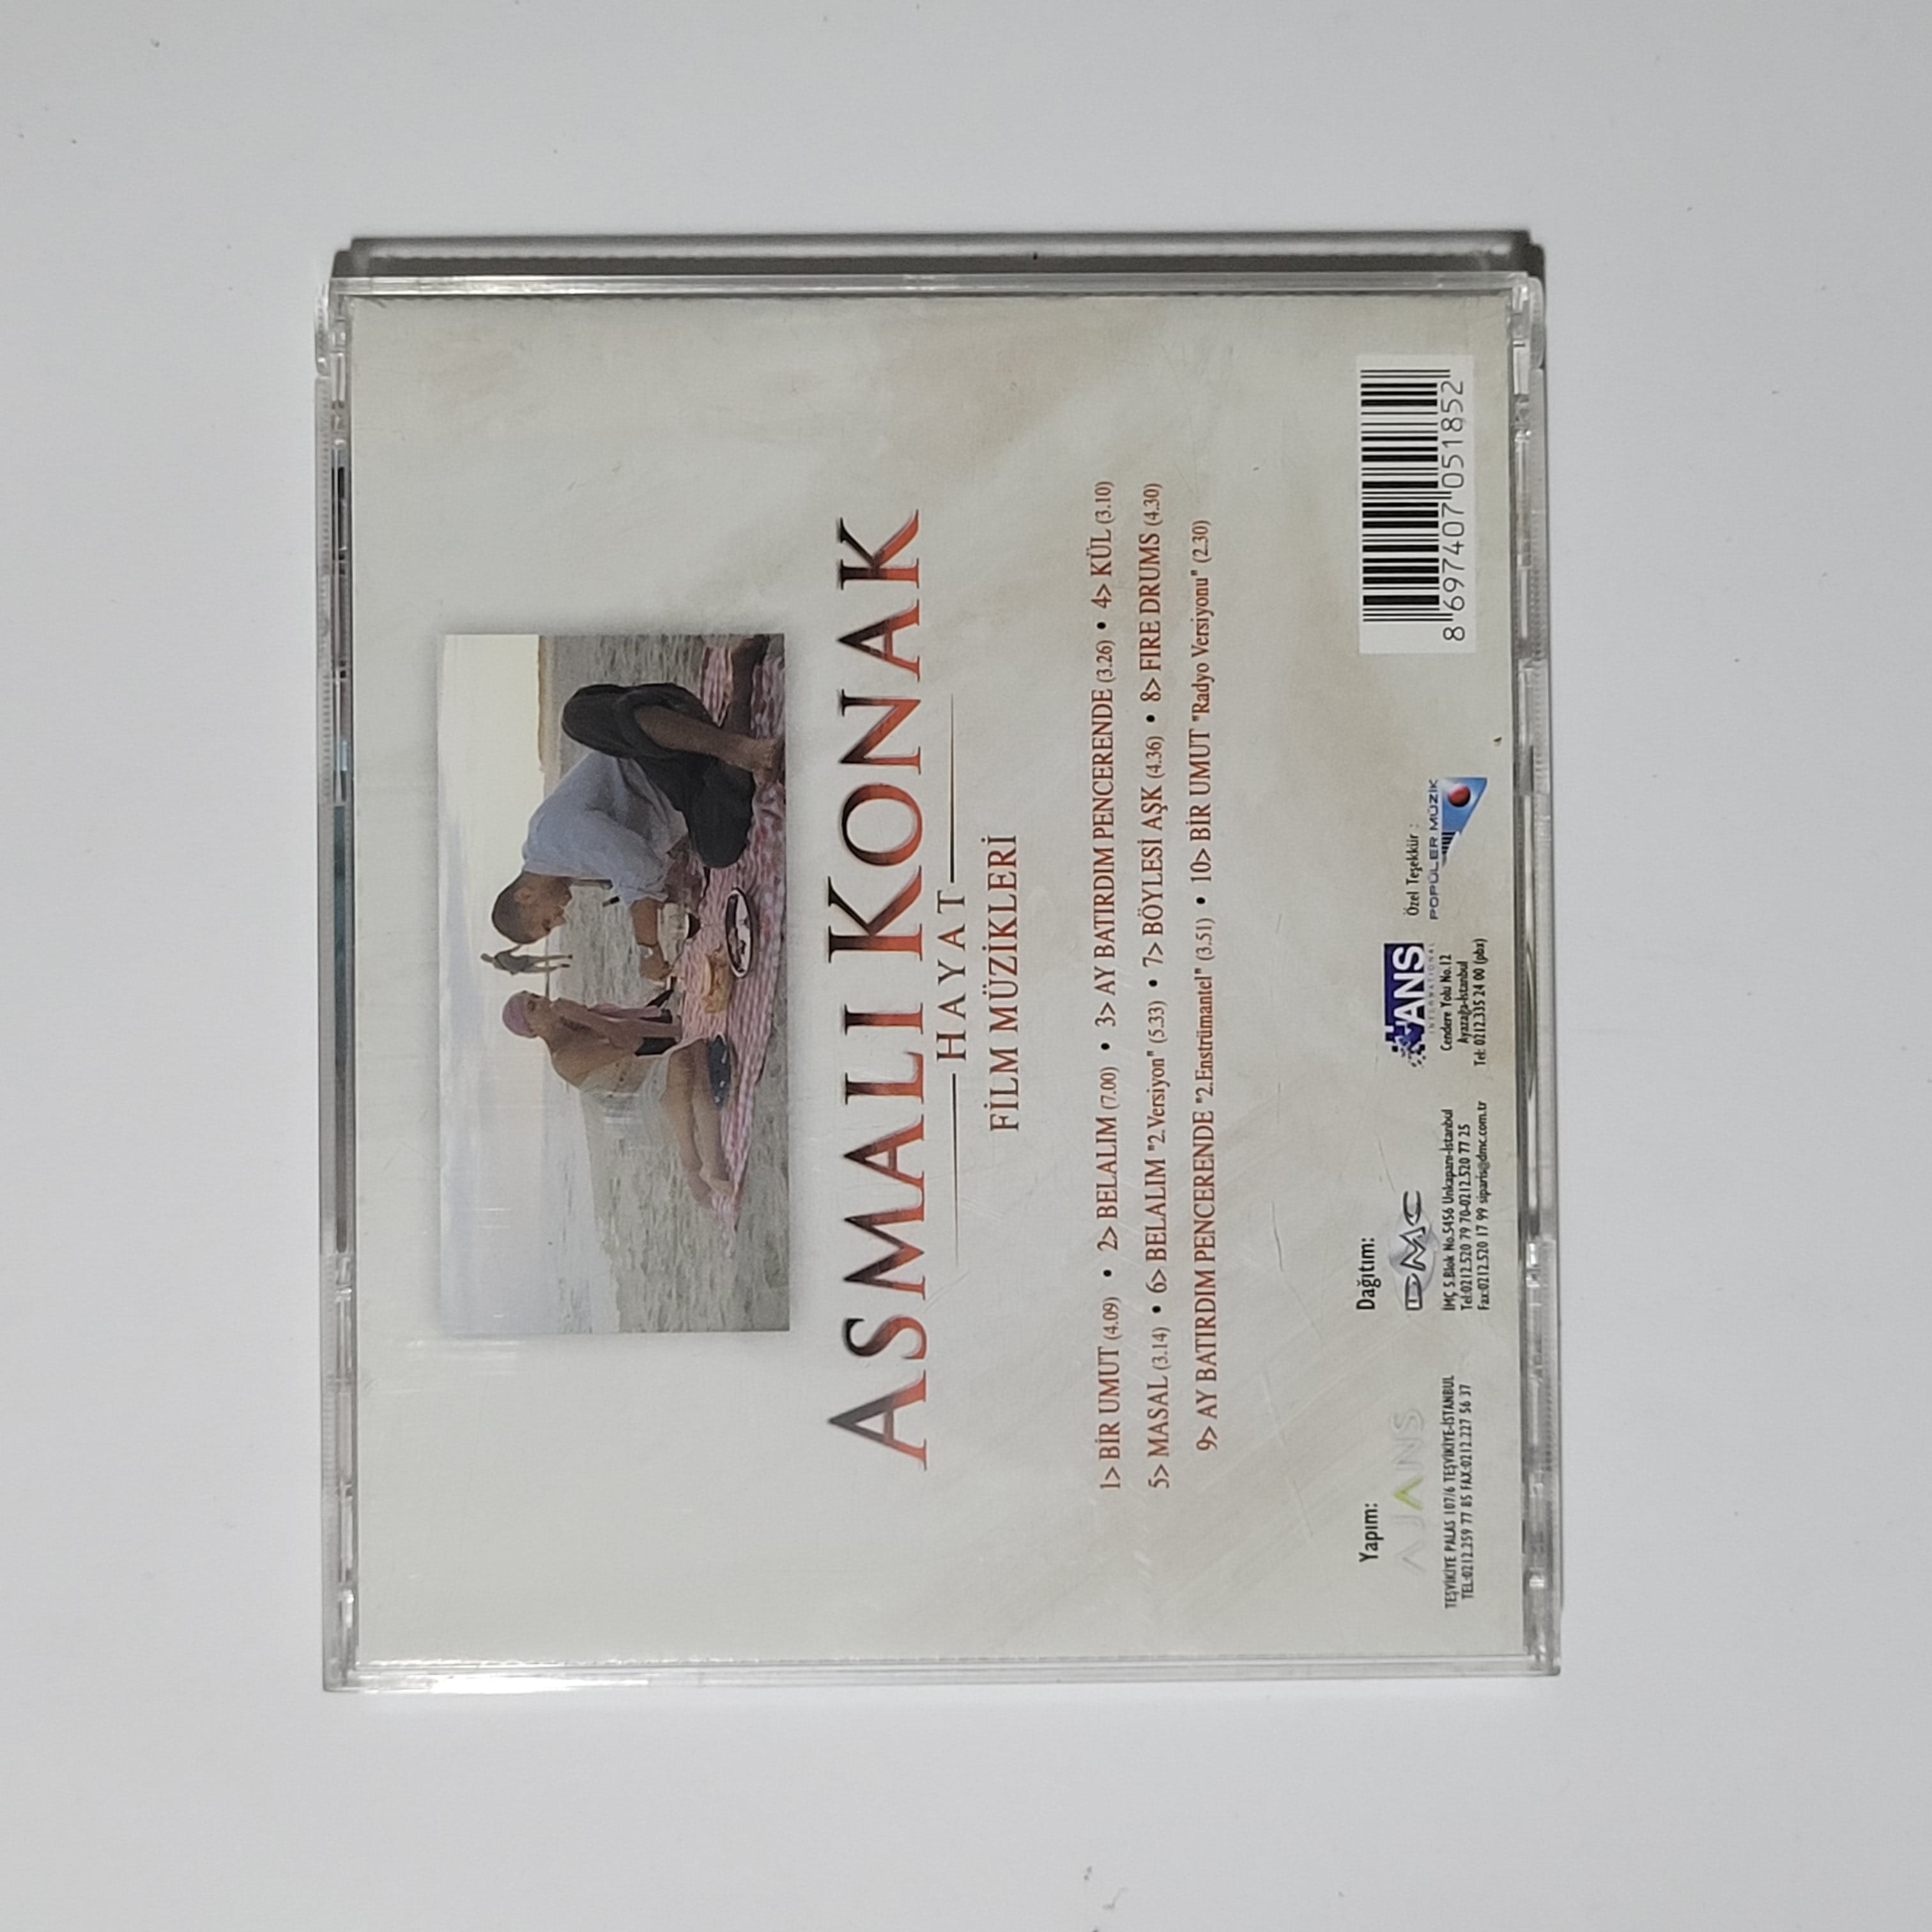 ASMALI KONAK
HAYAT
FİLM MÜZİKLERİ
1> BİR UMUT (4.09) • 2> BELALIM (7.00) • 3> AY BATIRDIM PENCERENDE (3.26) • 4> KÜL (3.10)
5> MASAL (3.14) • 6> BELALIM "2.Versiyon" (5.33) • 7> BÖYLESİ AŞK (4.36) • 8> FIRE DRUMS (4.30)
9> AY BATIRDIM PENCERENDE "2.Enstrümantel" (3.51) • 10> BİR UMUT "Radyo Versiyonu" (2.30)
Yapım:
AJANS
TEŞVİKİYE PALAS 107/6 TEŞVİKİYE-İSTANBUL
TEL:0212.259 77 85 FAX:0212.227 56 37
Dağıtım:
DMC
İMÇ 5.Blok No.5456 Unkapanı-İstanbul
Tel:0212.520 79 70-0212.520 77 25
Fax:0212.520 17 99 siparis@dmc.com.tr
ANS
INTERNATIONAL
Cendere Yolu No.12
Ayazağa-İstanbul
Tel: 0212.335 24 00 (pbx)
Özel Teşekkür :
POPÜLER MÜZİK
8 697407 051852